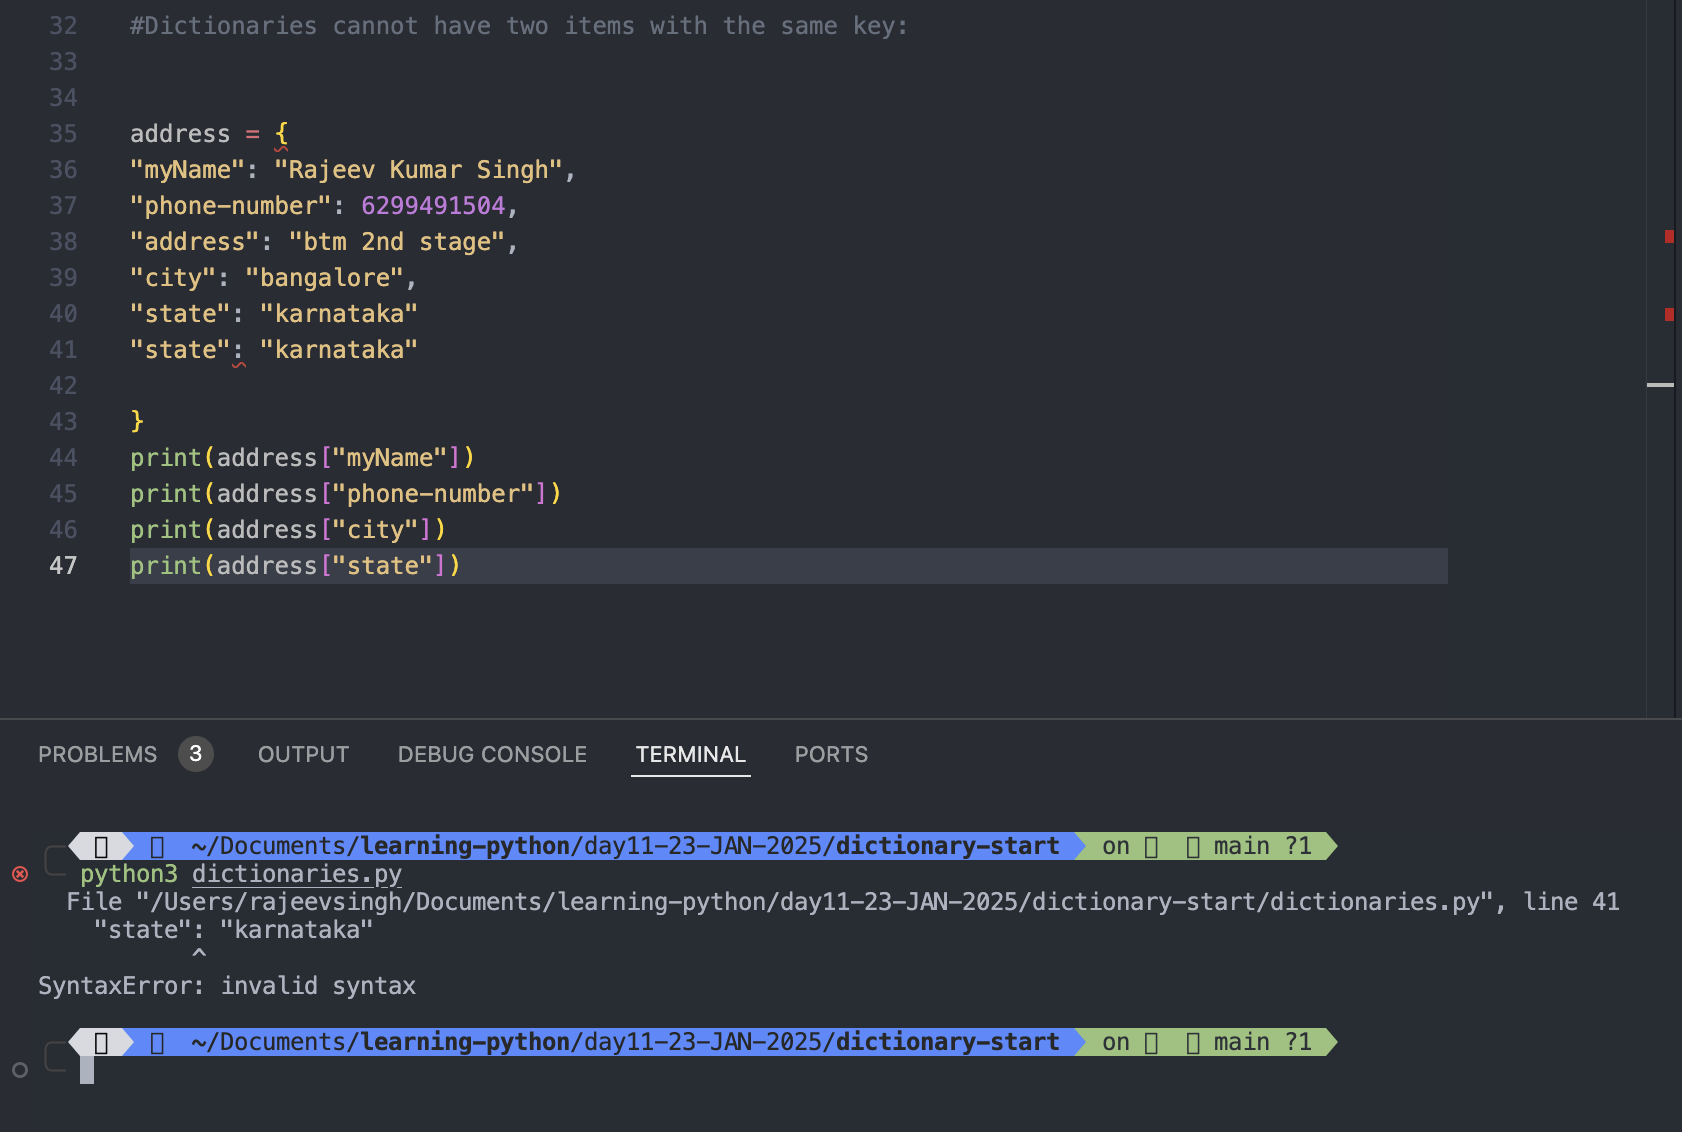 32 #Dictionaries cannot have two items with the same key:
33
34
35 address = {
36 "myName": "Rajeev Kumar Singh",
37 "phone-number": 6299491504,
38 "address": "btm 2nd stage",
39 "city": "bangalore",
40 "state": "karnataka"
41 "state": "karnataka"
42
43 }
44 print(address["myName"])
45 print(address["phone-number"])
46 print(address["city"])
47 print(address["state"])
PROBLEMS 3 OUTPUT DEBUG CONSOLE TERMINAL PORTS
~/Documents/learning-python/day11-23-JAN-2025/dictionary-start on main ?1
python3 dictionaries.py
File "/Users/rajeevsingh/Documents/learning-python/day11-23-JAN-2025/dictionary-start/dictionaries.py", line 41
"state": "karnataka"
^
SyntaxError: invalid syntax
~/Documents/learning-python/day11-23-JAN-2025/dictionary-start on main ?1